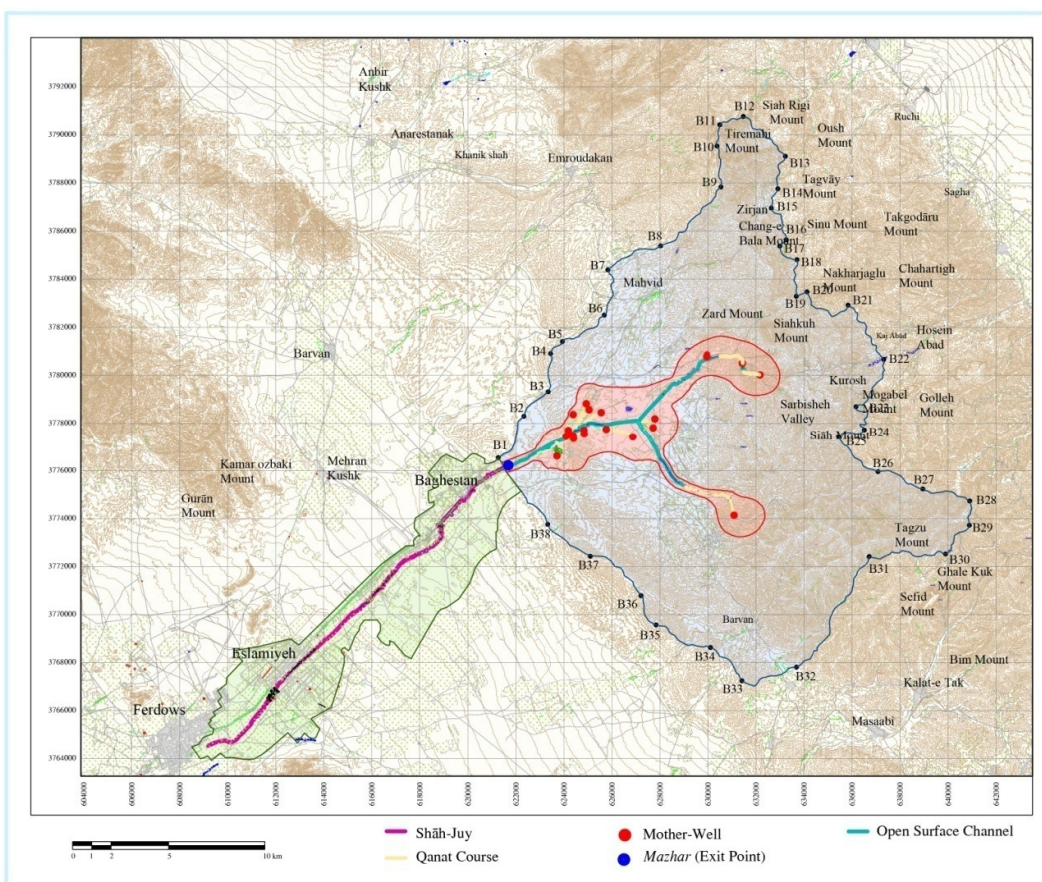 Anbir
Kushk
Anarestanak
Khanik shah
Emroudakan
B12
Siah Rigi
Mount
B11
Tiremahi
Mount
Oush
Mount
Ruchi
B10
B13
B9
B14
Tagvāy
Mount
Sagha
Zirjan
B15
Chang-e
Bala Mount
B16
Sinu Mount
Takgodāru
Mount
B8
B17
B18
B7
Mahvid
Nakharjaglu
Mount
Chahartigh
Mount
B19
B20
B21
B6
Zard Mount
Siahkuh
Mount
Kaj Abad
Hosein
Abad
B5
B4
Barvan
B22
B3
Kurosh
Mogabel
Mount
Golleh
Mount
B2
Sarbisheh
Valley
B23
B24
Siāh Mount
B25
B1
Baghestan
Kamar ozbaki
Mount
Mehran
Kushk
B26
B27
B28
Gurān
Mount
B29
B38
Tagzu
Mount
B30
B37
B31
Ghale Kuk
Mount
B36
Sefid
Mount
B35
Barvan
B34
Eslamiyeh
B33
B32
Bim Mount
Kalat-e Tak
Ferdows
Masaabi
3792000
3790000
3788000
3786000
3784000
3782000
3780000
3778000
3776000
3774000
3772000
3770000
3768000
3766000
3764000
604000
606000
608000
610000
612000
614000
616000
618000
620000
622000
624000
626000
628000
630000
632000
634000
636000
638000
640000
642000
0 1 2 5 10 km
Shāh-Juy
Qanat Course
Mother-Well
Mazhar (Exit Point)
Open Surface Channel